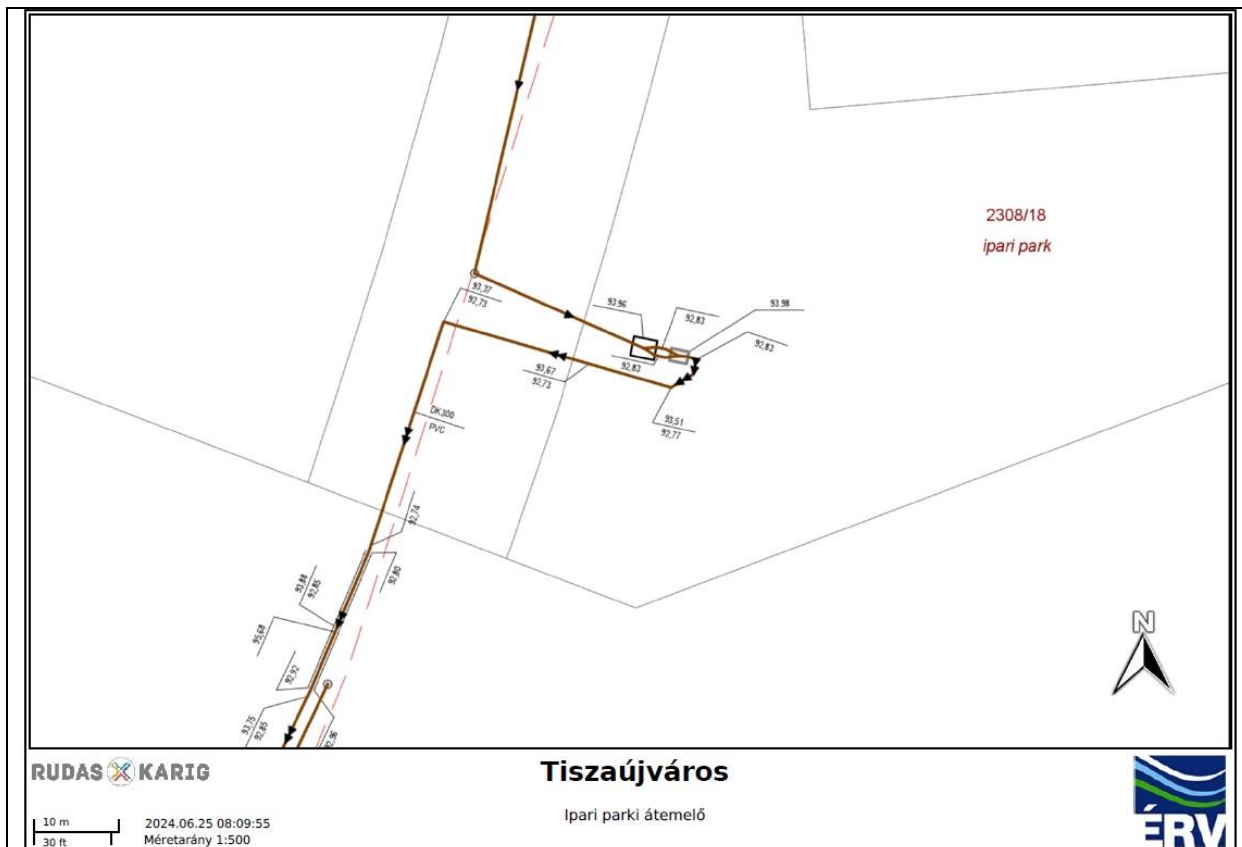 2308/18
ipari park
93,37
92,73
93.96
92,83
93.98
92,83
92,83
93,67
92,73
93,51
92,77
DK300
PVC
92,74
92,80
93,88
92,85
95,68
92,92
93,75
92,85
92,96
N
RUDAS KARIG
Tiszaújváros
Ipari parki átemelő
10 m
30 ft
2024.06.25 08:09:55
Méretarány 1:500
ÉRV